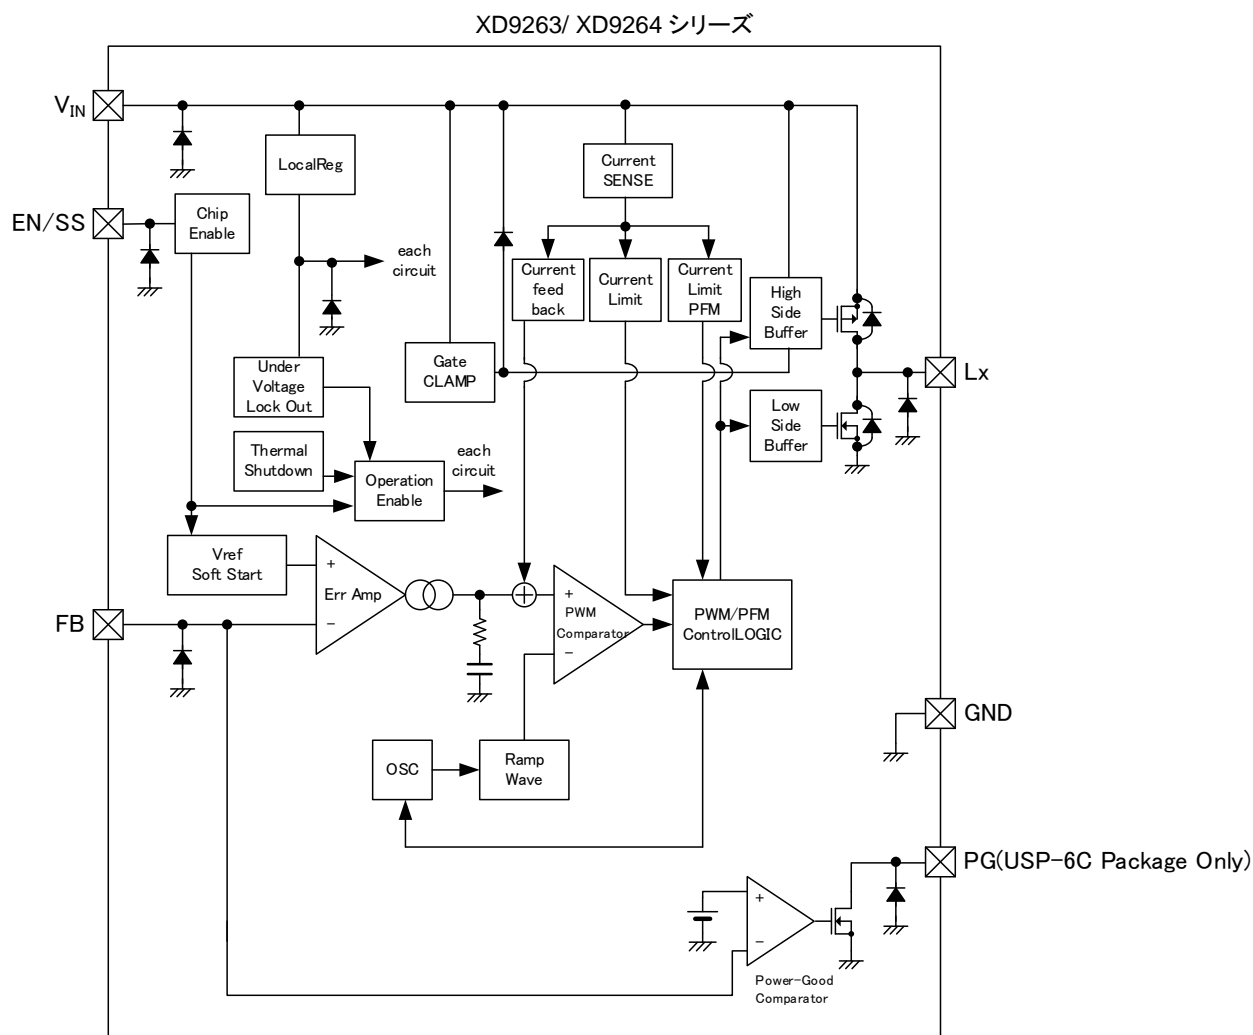 XD9263/ XD9264 シリーズ
VIN
LocalReg
Current
SENSE
EN/SS
Chip
Enable
each
circuit
Current
feed
back
Current
Limit
Current
Limit
PFM
High
Side
Buffer
Under
Voltage
Lock Out
Gate
CLAMP
Lx
Low
Side
Buffer
Thermal
Shutdown
Operation
Enable
each
circuit
Vref
Soft Start
+
Err Amp
−
+
PWM
Comparator
−
PWM/PFM
ControlLOGIC
FB
GND
OSC
Ramp
Wave
PG(USP-6C Package Only)
+
−
Power-Good
Comparator